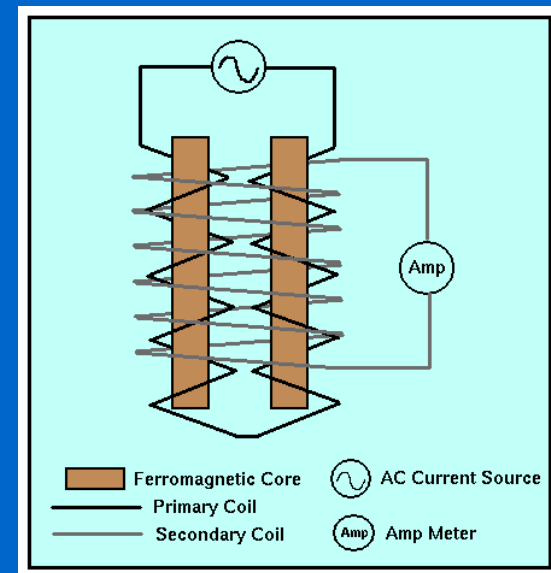 Amp
Ferromagnetic Core
AC Current Source
Primary Coil
Secondary Coil
Amp
Amp Meter